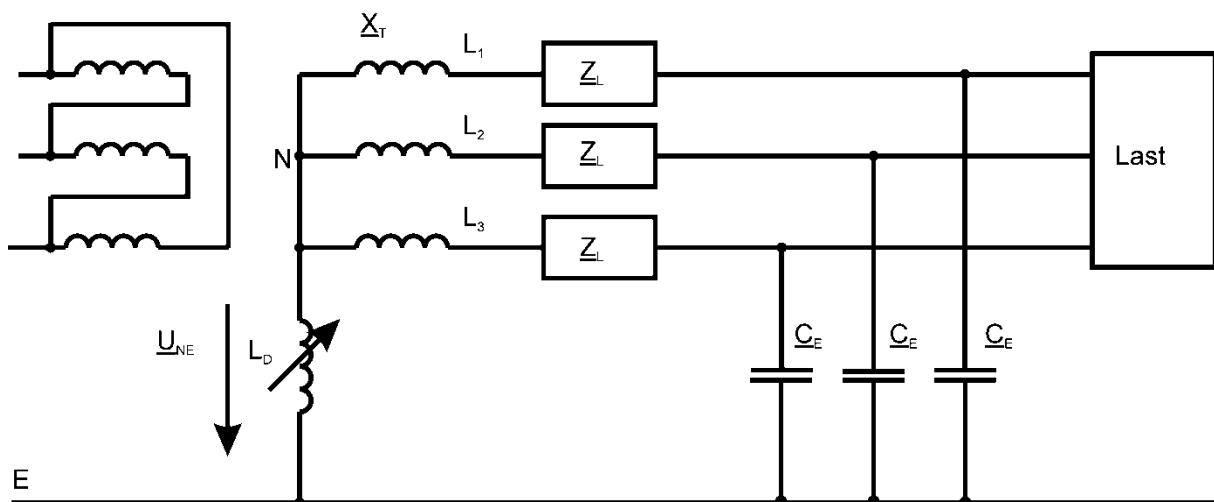 X_T
L_1
Z_L
L_2
N
Z_L
Last
L_3
Z_L
U_NE
L_D
C_E
C_E
C_E
E